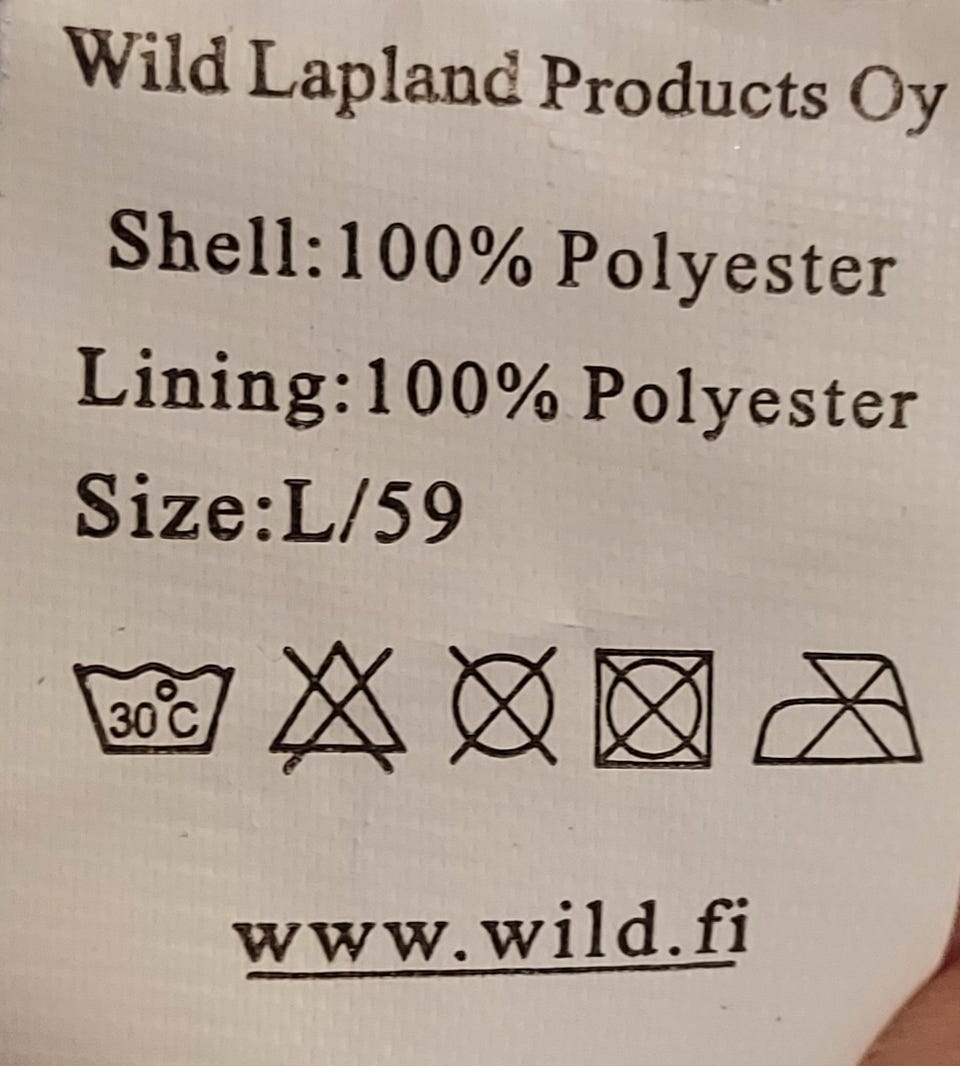 Wild Lapland Products Oy
Shell:100% Polyester
Lining:100% Polyester
Size:L/59
30°C
www.wild.fi